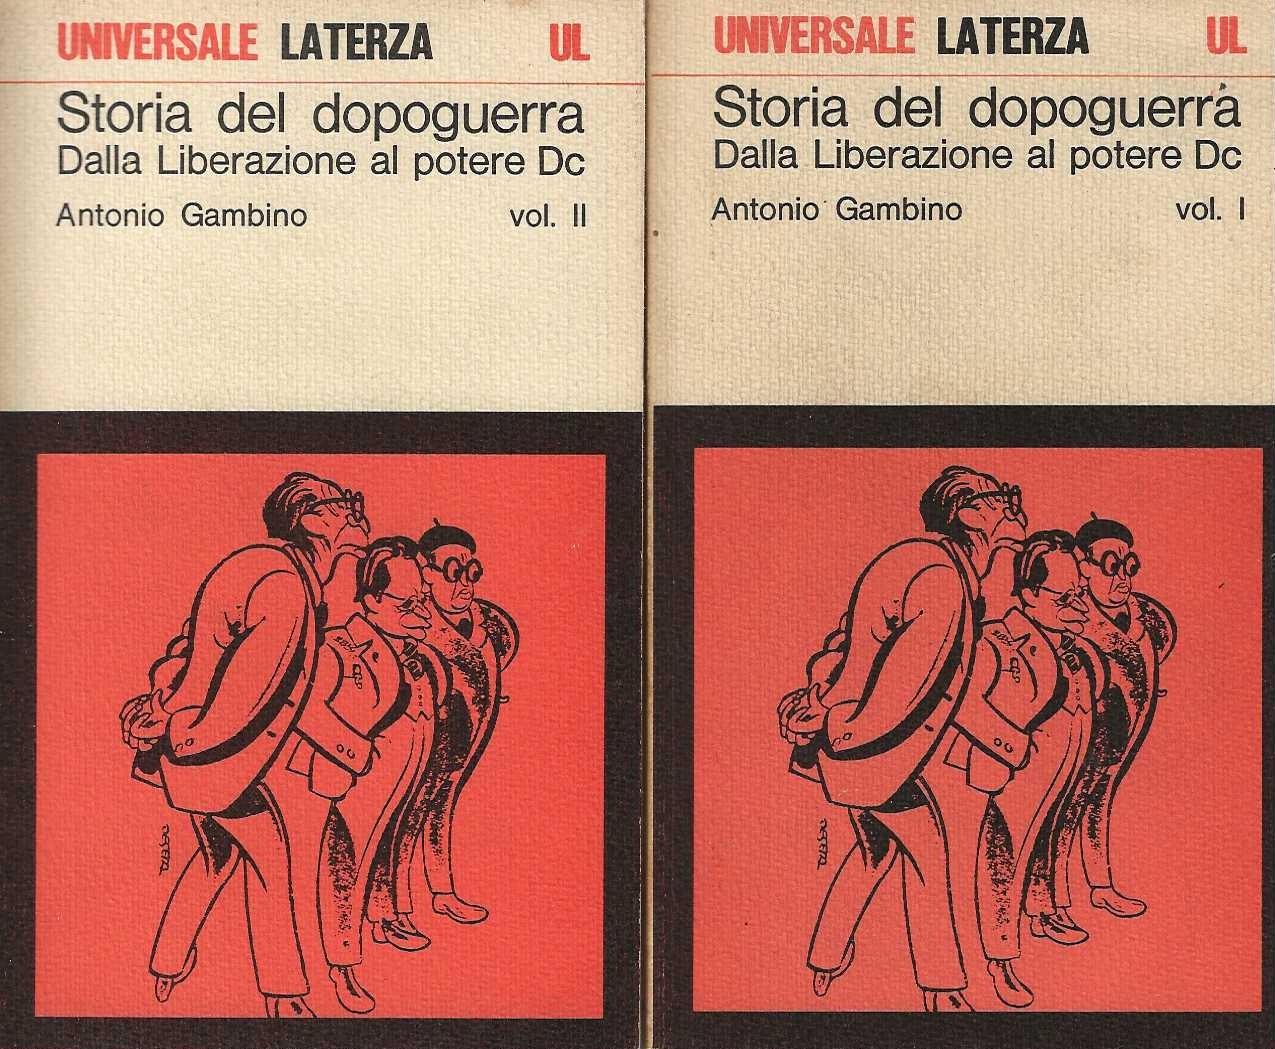 UNIVERSALE LATERZA UL
Storia del dopoguerra
Dalla Liberazione al potere Dc
Antonio Gambino vol. II
UNIVERSALE LATERZA UL
Storia del dopoguerra
Dalla Liberazione al potere Dc
Antonio Gambino vol. I